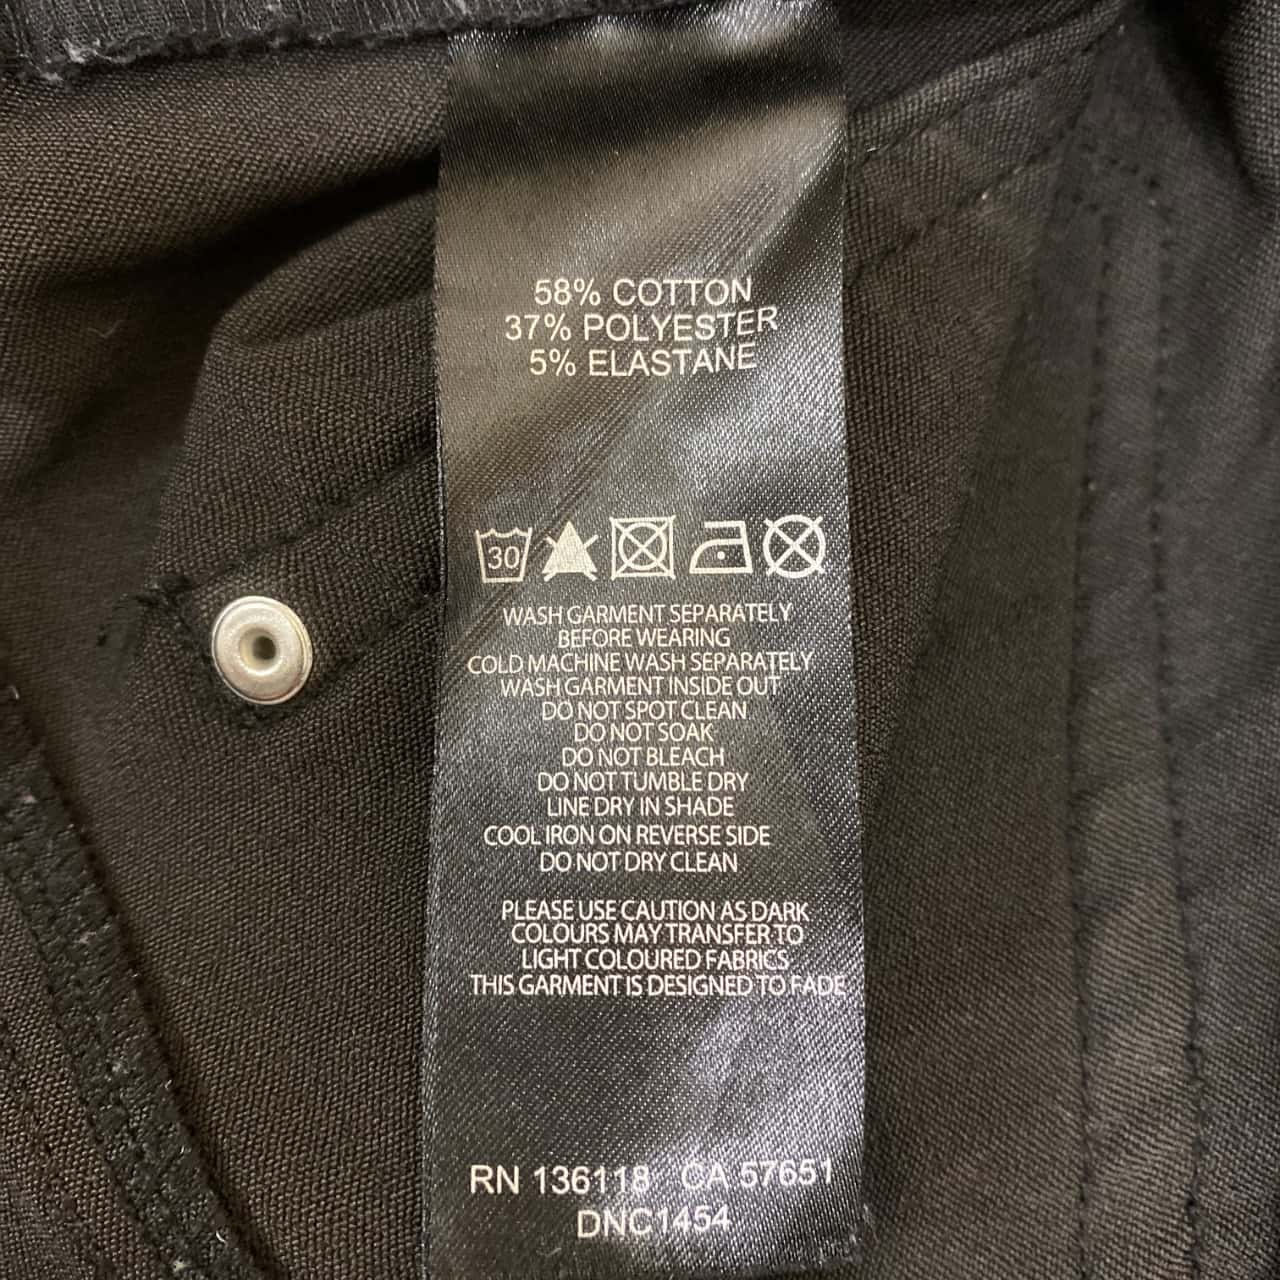 58% COTTON
37% POLYESTER
5% ELASTANE
30
WASH GARMENT SEPARATELY
BEFORE WEARING
COLD MACHINE WASH SEPARATELY
WASH GARMENT INSIDE OUT
DO NOT SPOT CLEAN
DO NOT SOAK
DO NOT BLEACH
DO NOT TUMBLE DRY
LINE DRY IN SHADE
COOL IRON ON REVERSE SIDE
DO NOT DRY CLEAN
PLEASE USE CAUTION AS DARK
COLOURS MAY TRANSFER TO
LIGHT COLOURED FABRICS
THIS GARMENT IS DESIGNED TO FADE
RN 136118 CA 57651
DNC1454